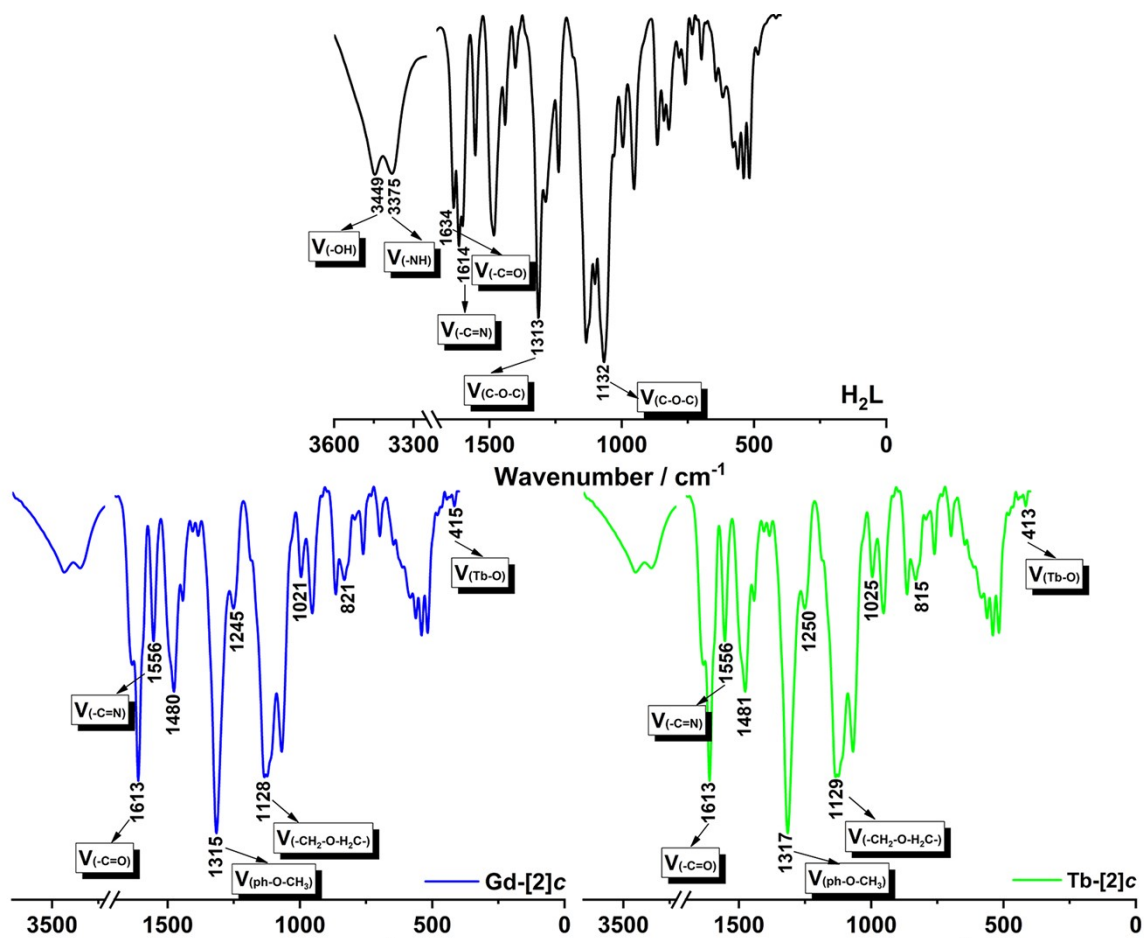 3449
3375
V(-OH)
V(-NH)
1634
1614
V(-C=O)
V(-C=N)
1313
V(C-O-C)
1132
V(C-O-C)
H₂L
3600 3300 1500 1000 500 0
Wavenumber / cm⁻¹
1556
V(-C=N)
1480
1613
V(-C=O)
1315
V(ph-O-CH₃)
1245
1128
V(-CH₂-O-H₂C-)
1021
821
415
V(Tb-O)
Gd-[2]c
3500 1500 1000 500 0
1556
V(-C=N)
1481
1613
V(-C=O)
1317
V(ph-O-CH₃)
1250
1129
V(-CH₂-O-H₂C-)
1025
815
413
V(Tb-O)
Tb-[2]c
3500 1500 1000 500 0